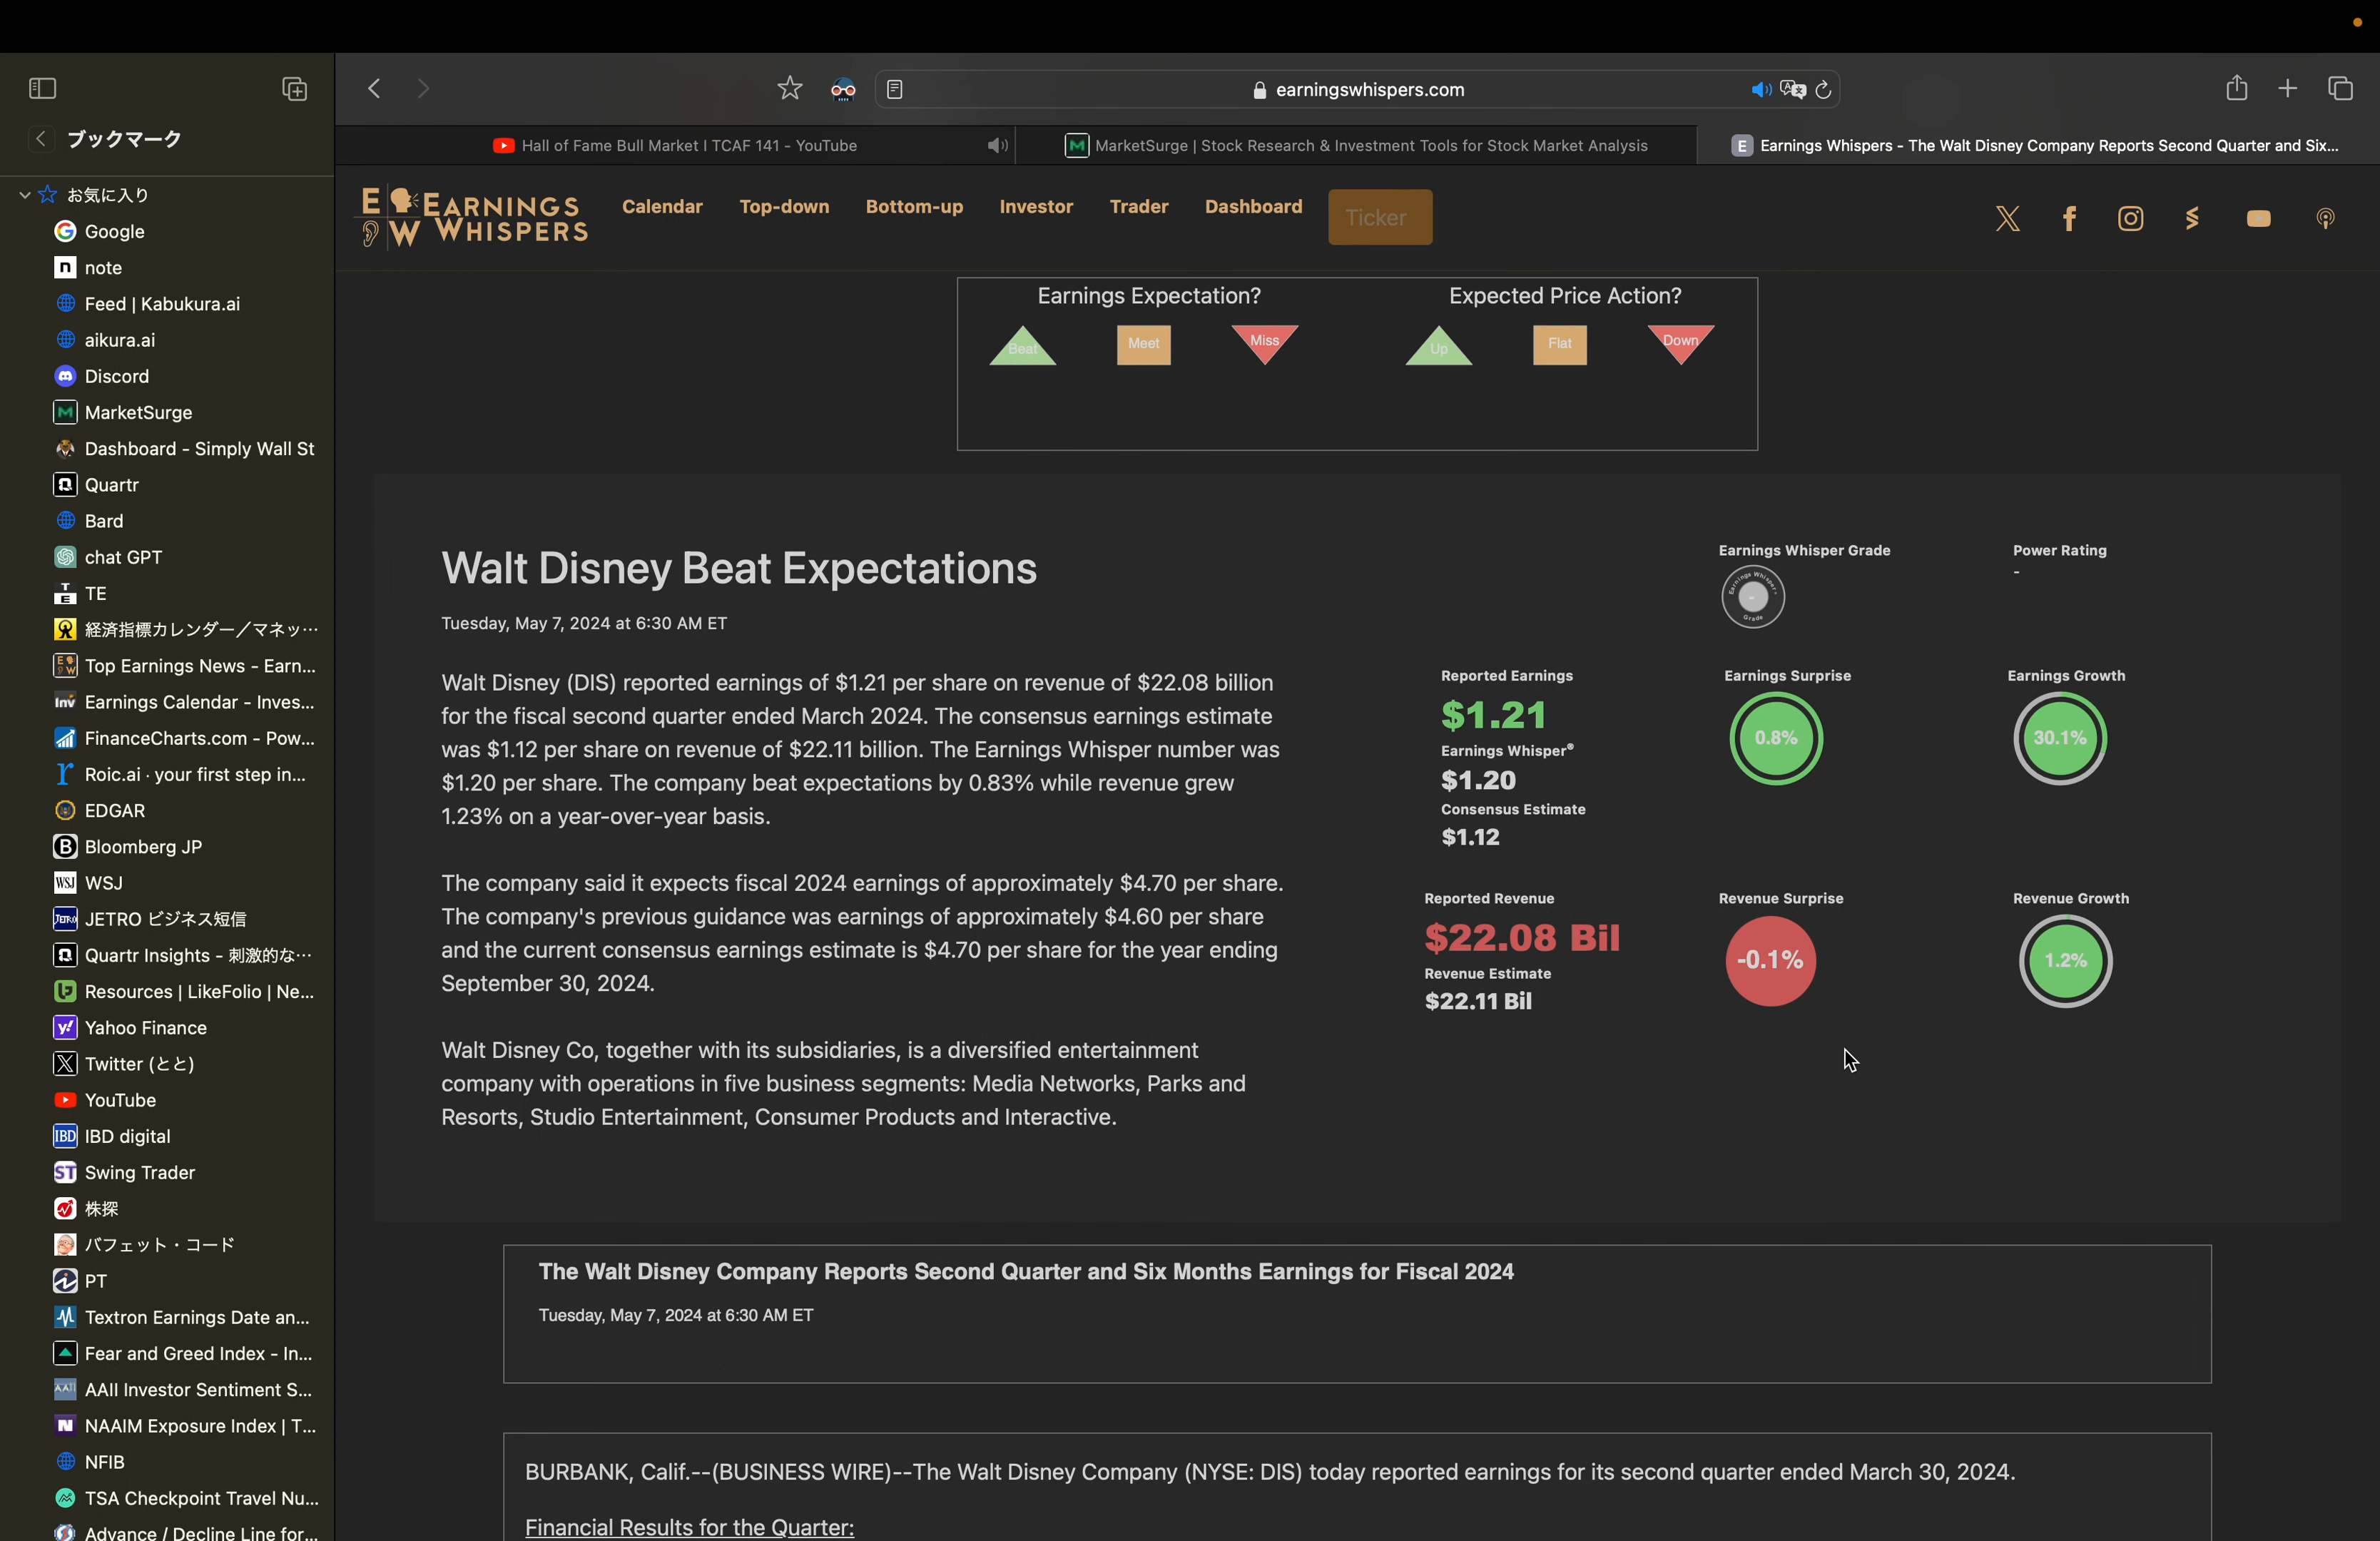 ブックマーク
お気に入り
Google
note
Feed | Kabukura.ai
aikura.ai
Discord
MarketSurge
Dashboard - Simply Wall St
Quartr
Bard
chat GPT
TE
経済指標カレンダー／マネッ…
Top Earnings News - Earn...
Earnings Calendar - Inves...
FinanceCharts.com - Pow...
Roic.ai · your first step in...
EDGAR
Bloomberg JP
WSJ
JETRO ビジネス短信
Quartr Insights - 刺激的な…
Resources | LikeFolio | Ne...
Yahoo Finance
Twitter (とと)
YouTube
IBD digital
Swing Trader
株探
バフェット・コード
PT
Textron Earnings Date an...
Fear and Greed Index - In...
AAII Investor Sentiment S...
NAAIM Exposure Index | T...
NFIB
TSA Checkpoint Travel Nu...
Advance / Decline Line for...
earningswhispers.com
Hall of Fame Bull Market I TCAF 141 - YouTube
MarketSurge | Stock Research & Investment Tools for Stock Market Analysis
Earnings Whispers - The Walt Disney Company Reports Second Quarter and Six...
EARNINGS
WHISPERS
Calendar
Top-down
Bottom-up
Investor
Trader
Dashboard
Ticker
Earnings Expectation?
Beat
Meet
Miss
Expected Price Action?
Up
Flat
Down
Walt Disney Beat Expectations
Tuesday, May 7, 2024 at 6:30 AM ET
Walt Disney (DIS) reported earnings of $1.21 per share on revenue of $22.08 billion
for the fiscal second quarter ended March 2024. The consensus earnings estimate
was $1.12 per share on revenue of $22.11 billion. The Earnings Whisper number was
$1.20 per share. The company beat expectations by 0.83% while revenue grew
1.23% on a year-over-year basis.
The company said it expects fiscal 2024 earnings of approximately $4.70 per share.
The company's previous guidance was earnings of approximately $4.60 per share
and the current consensus earnings estimate is $4.70 per share for the year ending
September 30, 2024.
Walt Disney Co, together with its subsidiaries, is a diversified entertainment
company with operations in five business segments: Media Networks, Parks and
Resorts, Studio Entertainment, Consumer Products and Interactive.
Earnings Whisper Grade
Earnings Whisper
Grade
Power Rating
-
Reported Earnings
$1.21
Earnings Whisper®
$1.20
Consensus Estimate
$1.12
Earnings Surprise
0.8%
Earnings Growth
30.1%
Reported Revenue
$22.08 Bil
Revenue Estimate
$22.11 Bil
Revenue Surprise
-0.1%
Revenue Growth
1.2%
The Walt Disney Company Reports Second Quarter and Six Months Earnings for Fiscal 2024
Tuesday, May 7, 2024 at 6:30 AM ET
BURBANK, Calif.--(BUSINESS WIRE)--The Walt Disney Company (NYSE: DIS) today reported earnings for its second quarter ended March 30, 2024.
Financial Results for the Quarter: